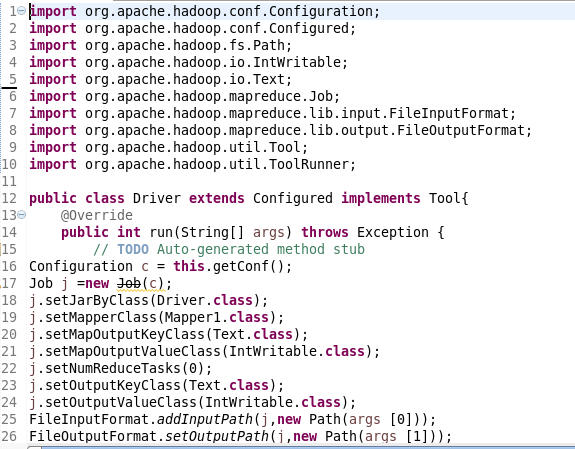 1 import org.apache.hadoop.conf.Configuration;
2 import org.apache.hadoop.conf.Configured;
3 import org.apache.hadoop.fs.Path;
4 import org.apache.hadoop.io.IntWritable;
5 import org.apache.hadoop.io.Text;
6 import org.apache.hadoop.mapreduce.Job;
7 import org.apache.hadoop.mapreduce.lib.input.FileInputFormat;
8 import org.apache.hadoop.mapreduce.lib.output.FileOutputFormat;
9 import org.apache.hadoop.util.Tool;
10 import org.apache.hadoop.util.ToolRunner;
11
12 public class Driver extends Configured implements Tool{
13     @Override
14     public int run(String[] args) throws Exception {
15         // TODO Auto-generated method stub
16 Configuration c = this.getConf();
17 Job j =new Job(c);
18 j.setJarByClass(Driver.class);
19 j.setMapperClass(Mapper1.class);
20 j.setMapOutputKeyClass(Text.class);
21 j.setMapOutputValueClass(IntWritable.class);
22 j.setNumReduceTasks(0);
23 j.setOutputKeyClass(Text.class);
24 j.setOutputValueClass(IntWritable.class);
25 FileInputFormat.addInputPath(j,new Path(args [0]));
26 FileOutputFormat.setOutputPath(j,new Path(args [1]));